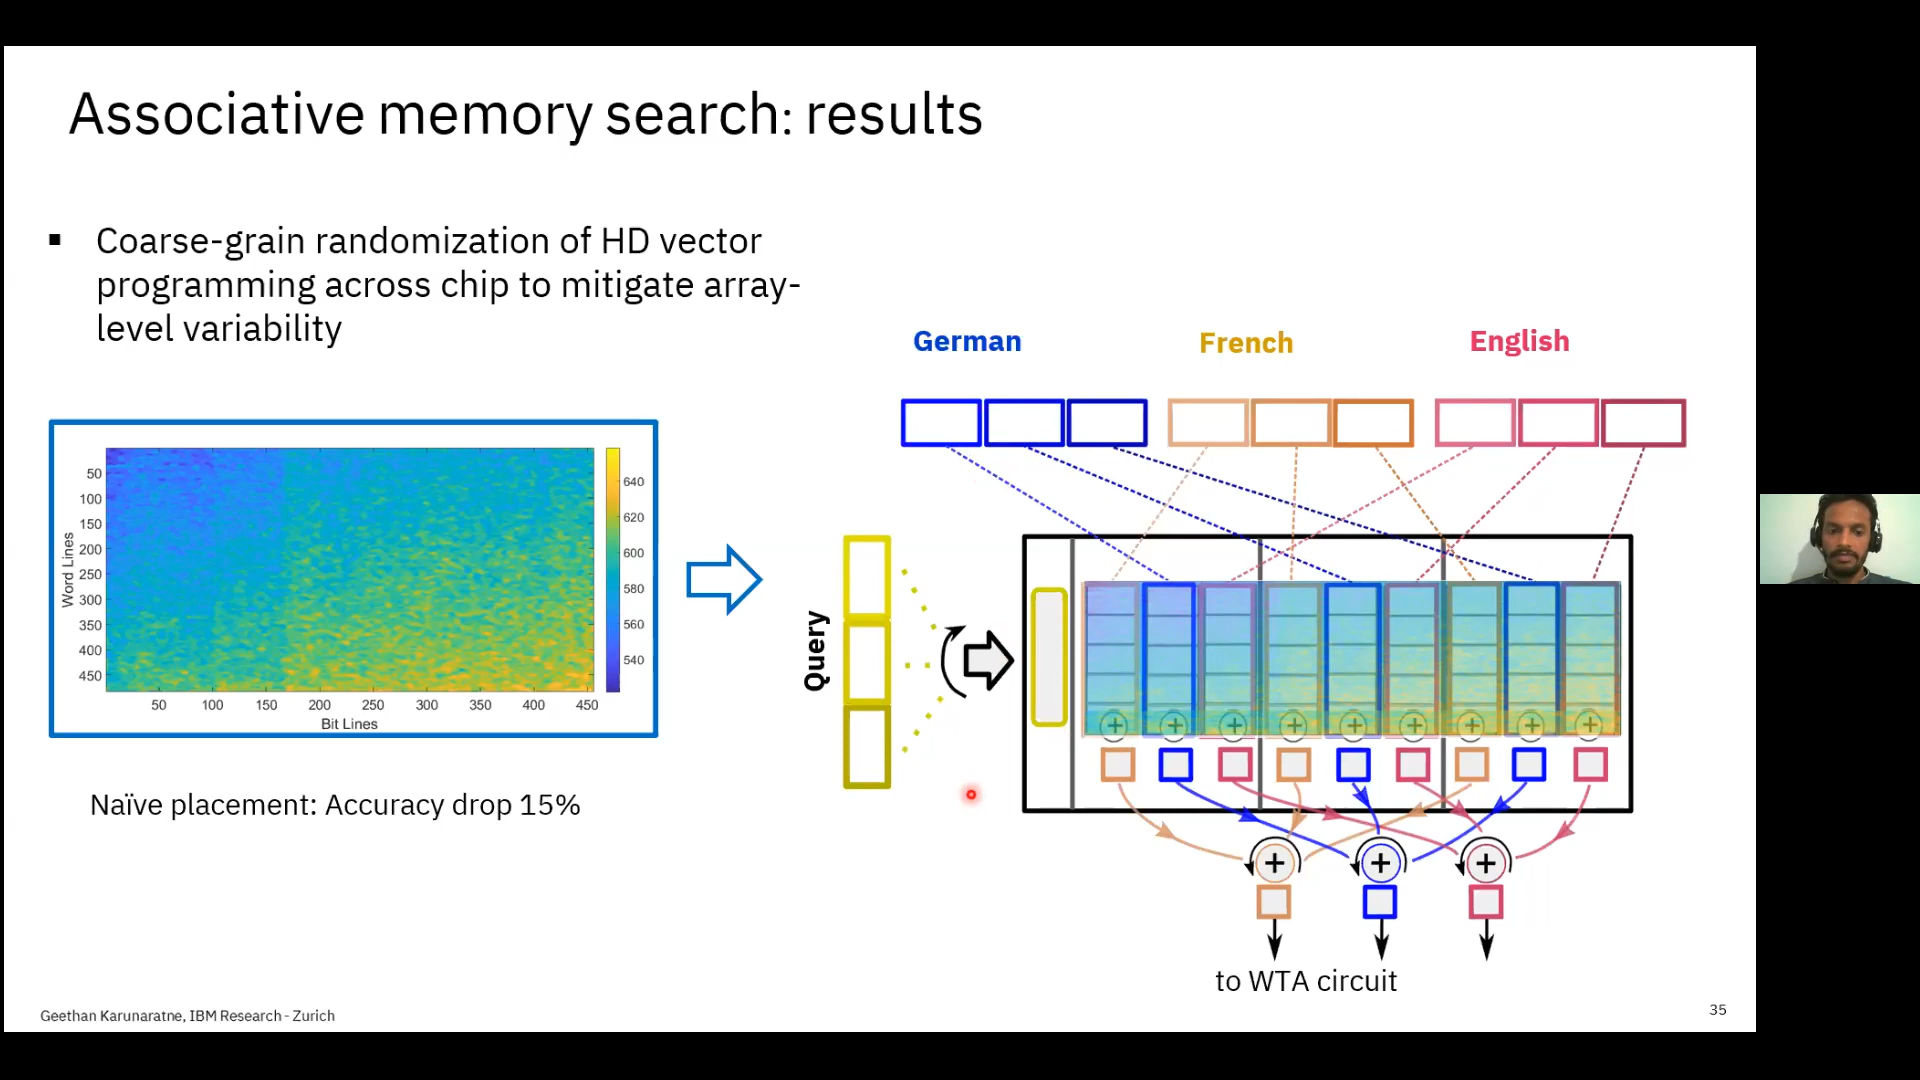 Associative memory search: results
▪ Coarse-grain randomization of HD vector
programming across chip to mitigate array-
level variability
German
French
English
50
100
150
200
250
300
350
400
450
Word Lines
50 100 150 200 250 300 350 400 450
Bit Lines
640
620
600
580
560
540
Query
+ + + + + + + + +
+ + +
to WTA circuit
Naïve placement: Accuracy drop 15%
Geethan Karunaratne, IBM Research - Zurich
35